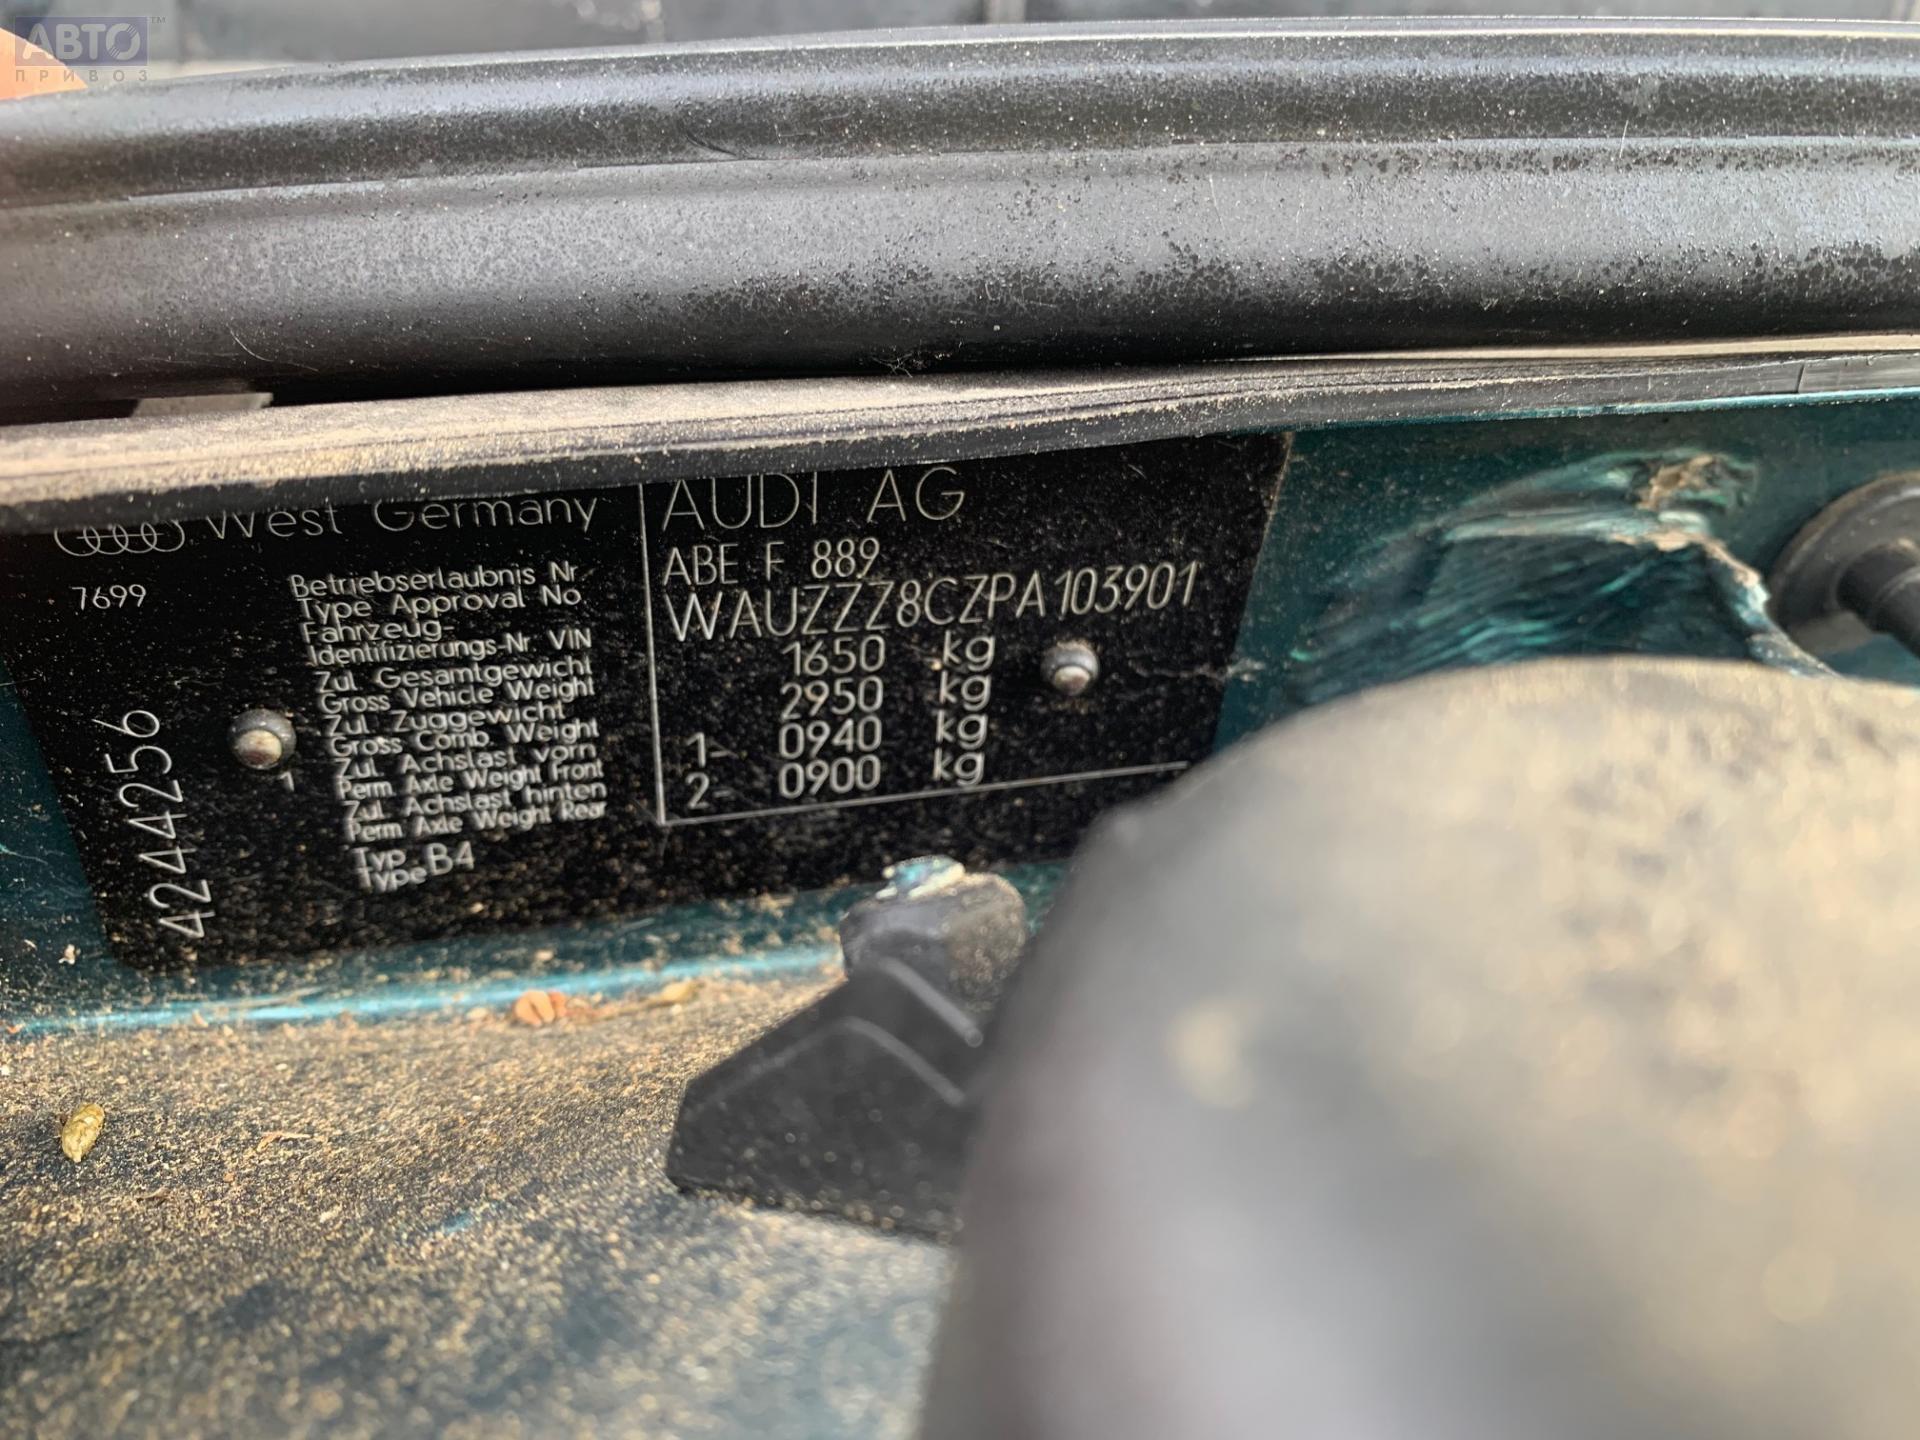 АВТО™
ПРИВОЗ
West Germany
AUDI AG
7699
Betriebserlaubnis Nr
Type Approval No
ABE F 889
Fahrzeug-
Identifizierungs-Nr. VIN
WAUZZZ8CZPA103901
Zul. Gesamtgewicht
Gross Vehicle Weight
1650 kg
Zul. Zuggewicht
Gross Comb. Weight
2950 kg
Zul. Achslast vorn
Perm. Axle Weight Front
1- 0940 kg
Zul. Achslast hinten
Perm. Axle Weight Rear
2- 0900 kg
Typ
Type B4
4244256
1